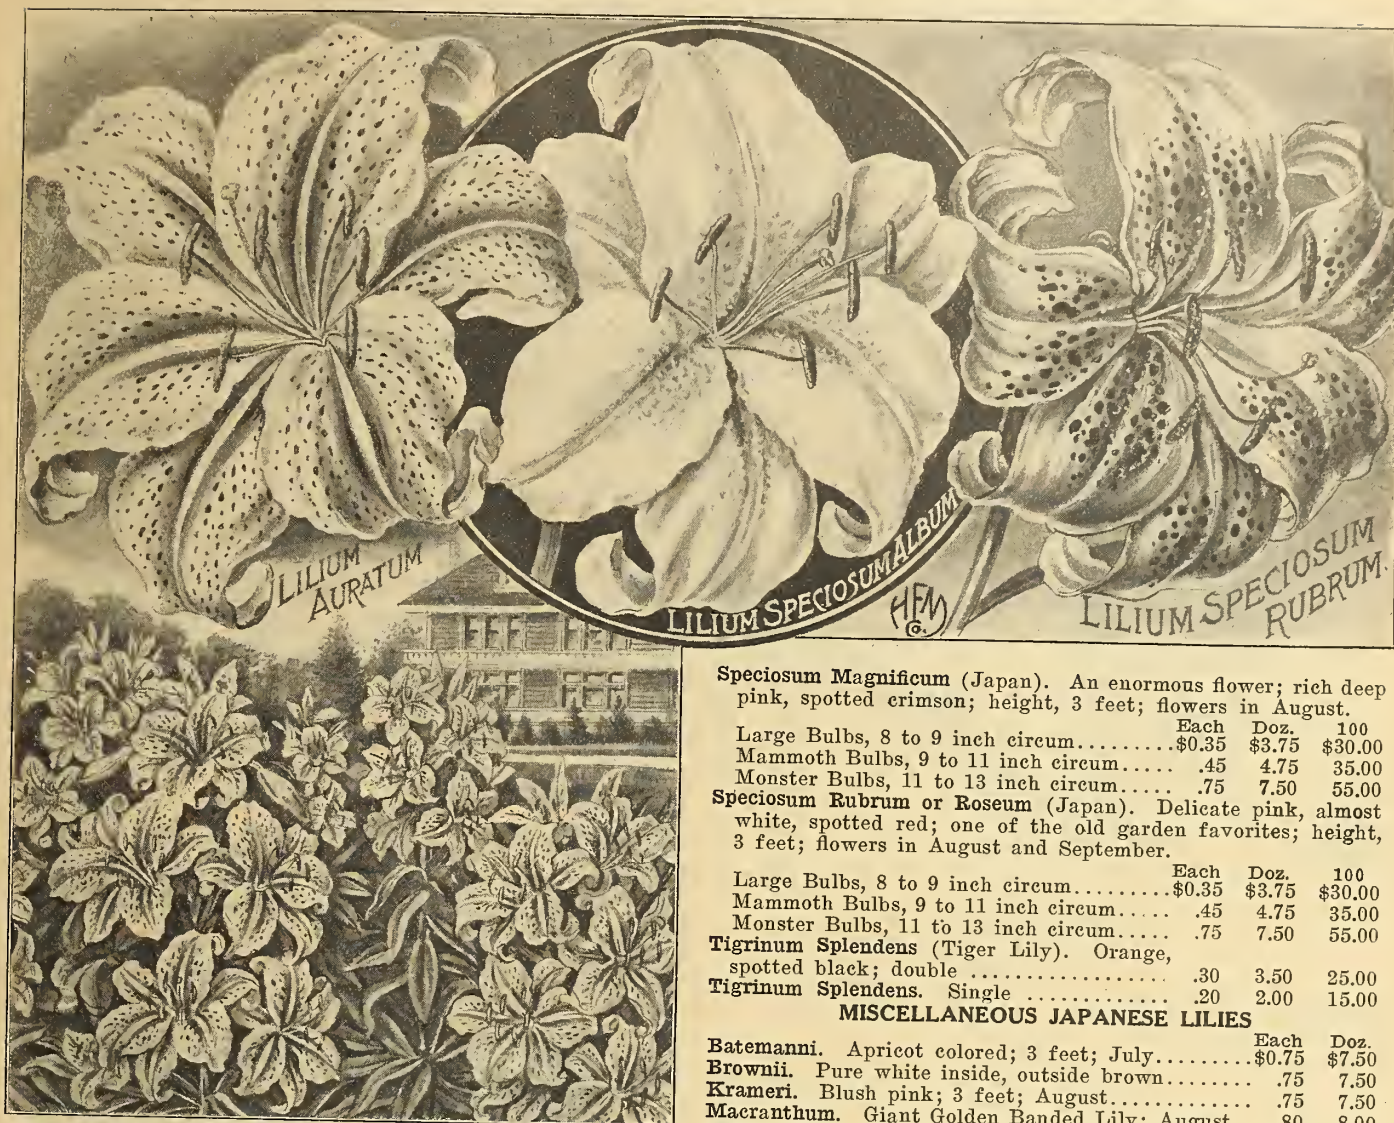 LILIUM
AURATUM
LILIUM SPECIOSUM ALBUM
HFM
Co.
LILIUM SPECIOSUM
RUBRUM.
Speciosum Magnificum (Japan). An enormous flower; rich deep
pink, spotted crimson; height, 3 feet; flowers in August.
Each Doz. 100
Large Bulbs, 8 to 9 inch circum.........$0.35 $3.75 $30.00
Mammoth Bulbs, 9 to 11 inch circum..... .45 4.75 35.00
Monster Bulbs, 11 to 13 inch circum..... .75 7.50 55.00
Speciosum Rubrum or Roseum (Japan). Delicate pink, almost
white, spotted red; one of the old garden favorites; height,
3 feet; flowers in August and September.
Each Doz. 100
Large Bulbs, 8 to 9 inch circum.........$0.35 $3.75 $30.00
Mammoth Bulbs, 9 to 11 inch circum..... .45 4.75 35.00
Monster Bulbs, 11 to 13 inch circum..... .75 7.50 55.00
Tigrinum Splendens (Tiger Lily). Orange,
spotted black; double ................... .30 3.50 25.00
Tigrinum Splendens. Single ............. .20 2.00 15.00
MISCELLANEOUS JAPANESE LILIES
Each Doz.
Batemanni. Apricot colored; 3 feet; July.........$0.75 $7.50
Brownii. Pure white inside, outside brown........ .75 7.50
Krameri. Blush pink; 3 feet; August............. .75 7.50
Macranthum. Giant Golden Banded Lily; August .80 8.00